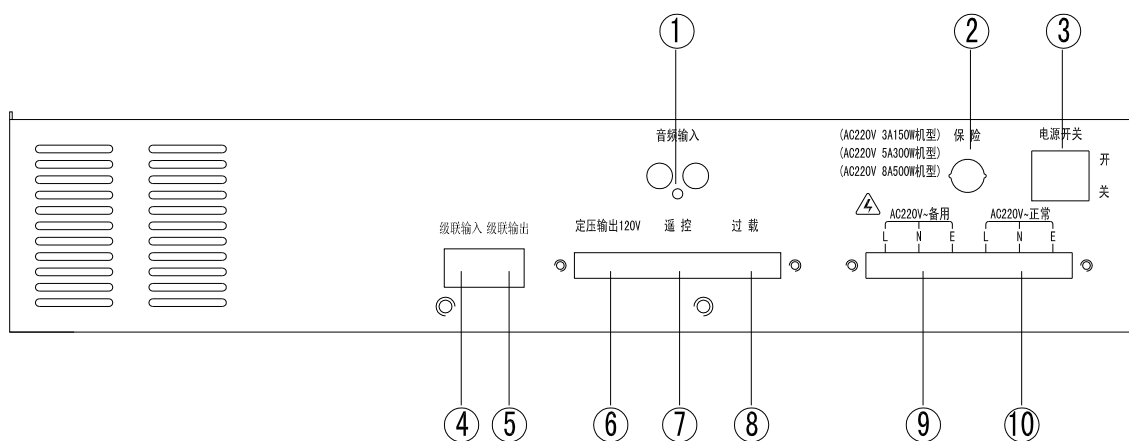 ① ② ③
音频输入
(AC220V 3A150W机型) 保 险
(AC220V 5A300W机型)
(AC220V 8A500W机型)
电源开关
开
关
级联输入 级联输出
定压输出120V 遥 控 过 载
AC220V~备用 AC220V~正常
L N E L N E
④ ⑤ ⑥ ⑦ ⑧ ⑨ ⑩